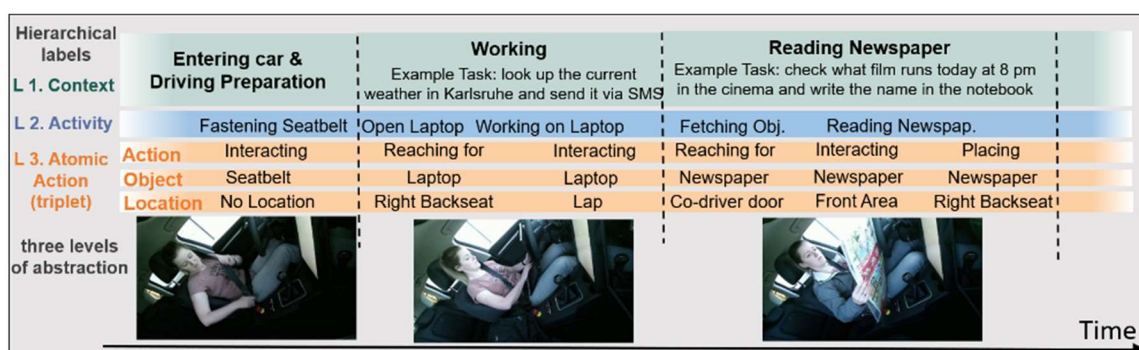 Hierarchical
labels
L 1. Context
Entering car &
Driving Preparation
Working
Example Task: look up the current
weather in Karlsruhe and send it via SMS
Reading Newspaper
Example Task: check what film runs today at 8 pm
in the cinema and write the name in the notebook
L 2. Activity
Fastening Seatbelt
Open Laptop
Working on Laptop
Fetching Obj.
Reading Newspap.
L 3. Atomic
Action
(triplet)
Action
Interacting
Reaching for
Interacting
Reaching for
Interacting
Placing
Object
Seatbelt
Laptop
Laptop
Newspaper
Newspaper
Newspaper
Location
No Location
Right Backseat
Lap
Co-driver door
Front Area
Right Backseat
three levels
of abstraction
Time